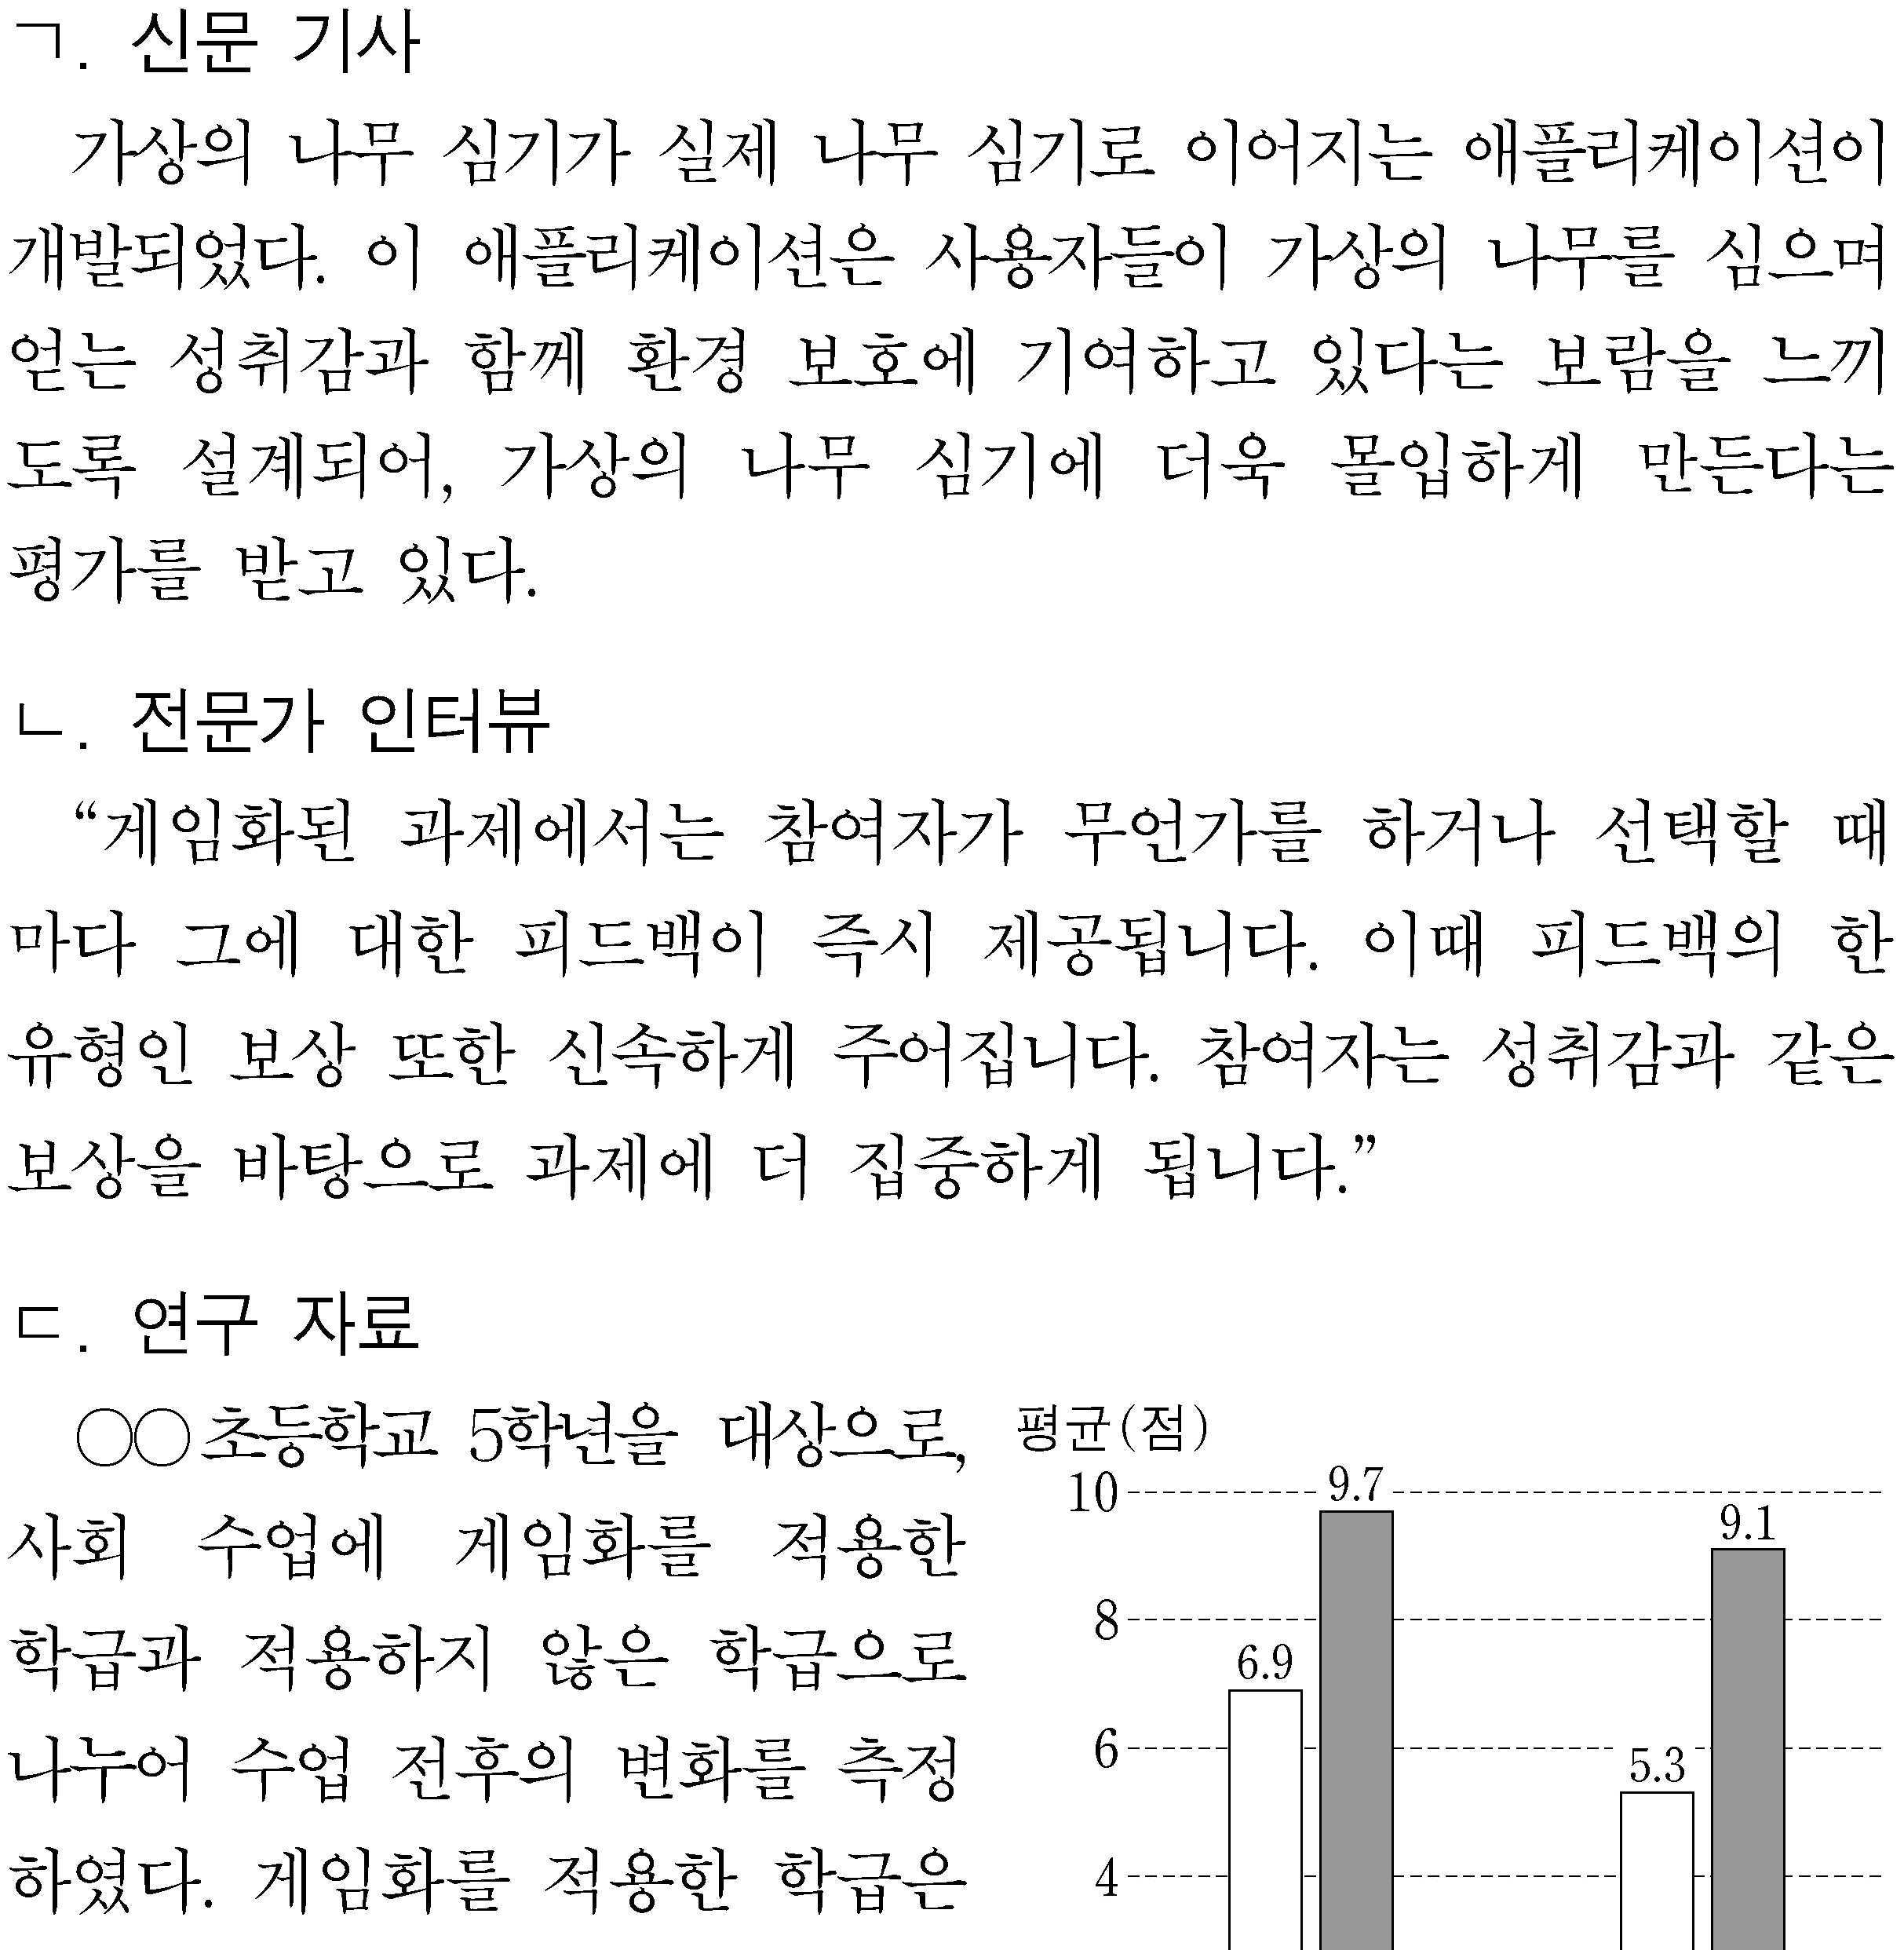 ㄱ. 신문 기사
가상의 나무 심기가 실제 나무 심기로 이어지는 애플리케이션이
개발되었다. 이 애플리케이션은 사용자들이 가상의 나무를 심으며
얻는 성취감과 함께 환경 보호에 기여하고 있다는 보람을 느끼
도록 설계되어, 가상의 나무 심기에 더욱 몰입하게 만든다는
평가를 받고 있다.
ㄴ. 전문가 인터뷰
“게임화된 과제에서는 참여자가 무언가를 하거나 선택할 때
마다 그에 대한 피드백이 즉시 제공됩니다. 이때 피드백의 한
유형인 보상 또한 신속하게 주어집니다. 참여자는 성취감과 같은
보상을 바탕으로 과제에 더 집중하게 됩니다.”
ㄷ. 연구 자료
○○초등학교 5학년을 대상으로,
사회 수업에 게임화를 적용한
학급과 적용하지 않은 학급으로
나누어 수업 전후의 변화를 측정
하였다. 게임화를 적용한 학급은
평균(점)
10
9.7
9.1
8
6.9
6
5.3
4